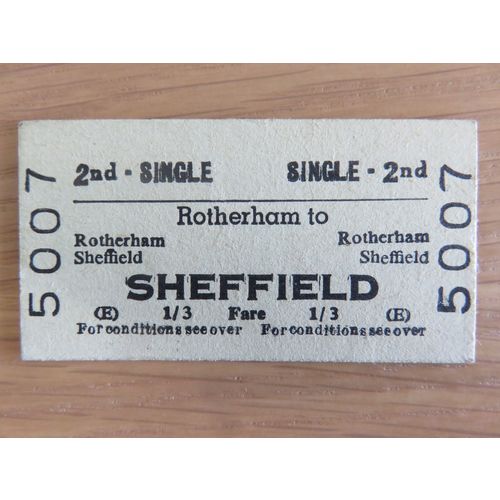 2nd - SINGLE SINGLE - 2nd
Rotherham to
Rotherham Rotherham
Sheffield Sheffield
SHEFFIELD
(E) 1/3 Fare 1/3 (E)
For conditions see over For conditions see over
5007
5007